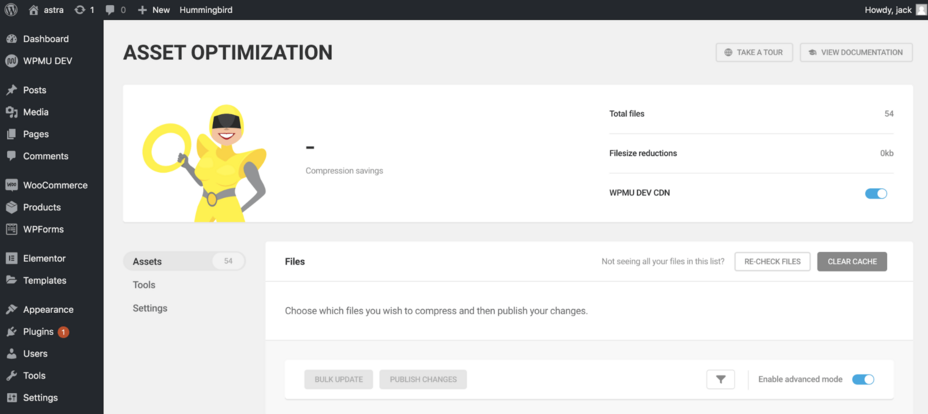 astra 1 0 New Hummingbird Howdy, jack
Dashboard
WPMU DEV
Posts
Media
Pages
Comments
WooCommerce
Products
WPForms
Elementor
Templates
Appearance
Plugins 1
Users
Tools
Settings
ASSET OPTIMIZATION
TAKE A TOUR
VIEW DOCUMENTATION
-
Compression savings
Total files 54
Filesize reductions 0kb
WPMU DEV CDN
Assets 54
Tools
Settings
Files
Not seeing all your files in this list? RE-CHECK FILES CLEAR CACHE
Choose which files you wish to compress and then publish your changes.
BULK UPDATE PUBLISH CHANGES Enable advanced mode